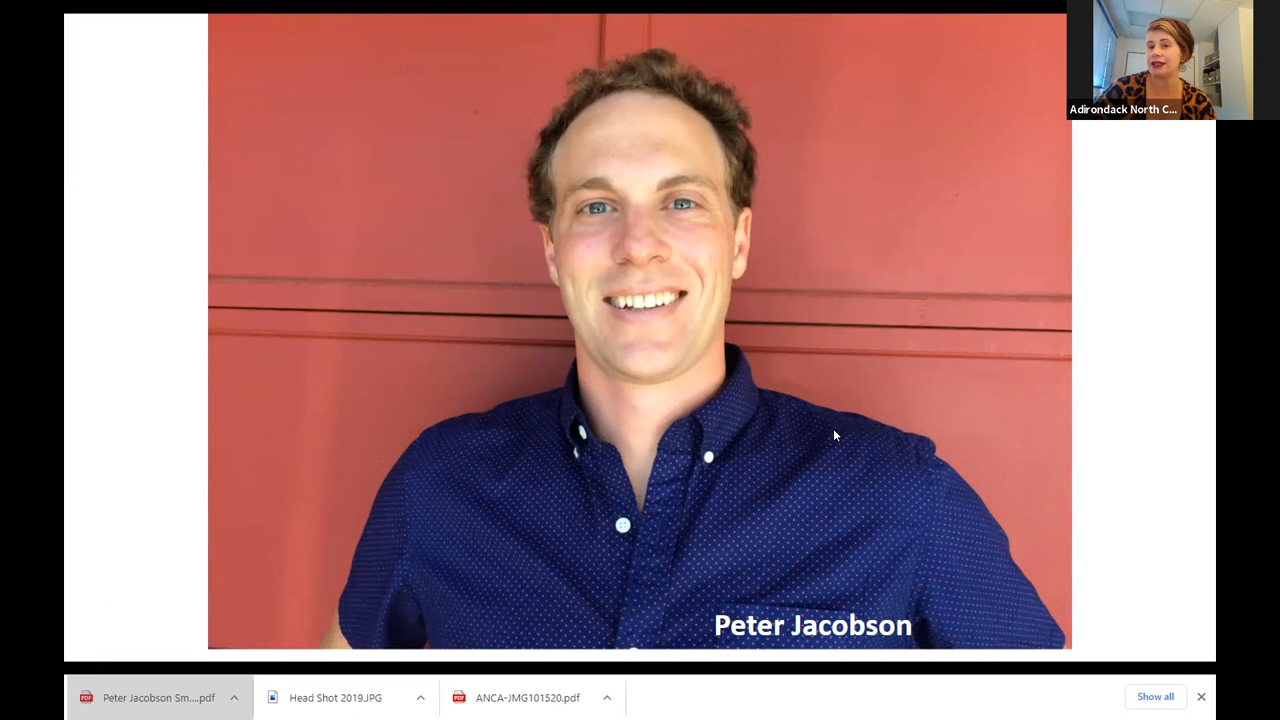 Adirondack North C...
Peter Jacobson
Peter Jacobson Sm....pdf
Head Shot 2019.JPG
ANCA-JMG101520.pdf
Show all